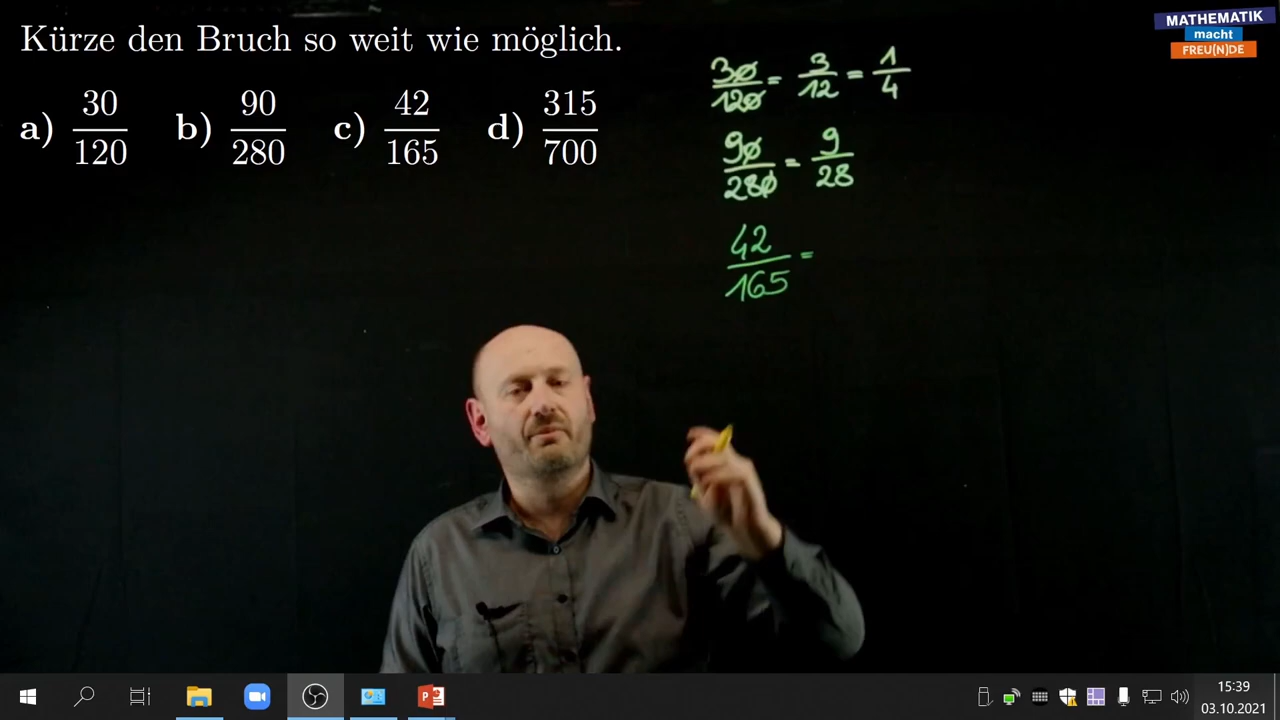 Kürze den Bruch so weit wie möglich.
a) 30/120 b) 90/280 c) 42/165 d) 315/700
30/120 = 3/12 = 1/4
90/280 = 9/28
42/165 =
MATHEMATIK
macht
FREU(N)DE
15:39
03.10.2021